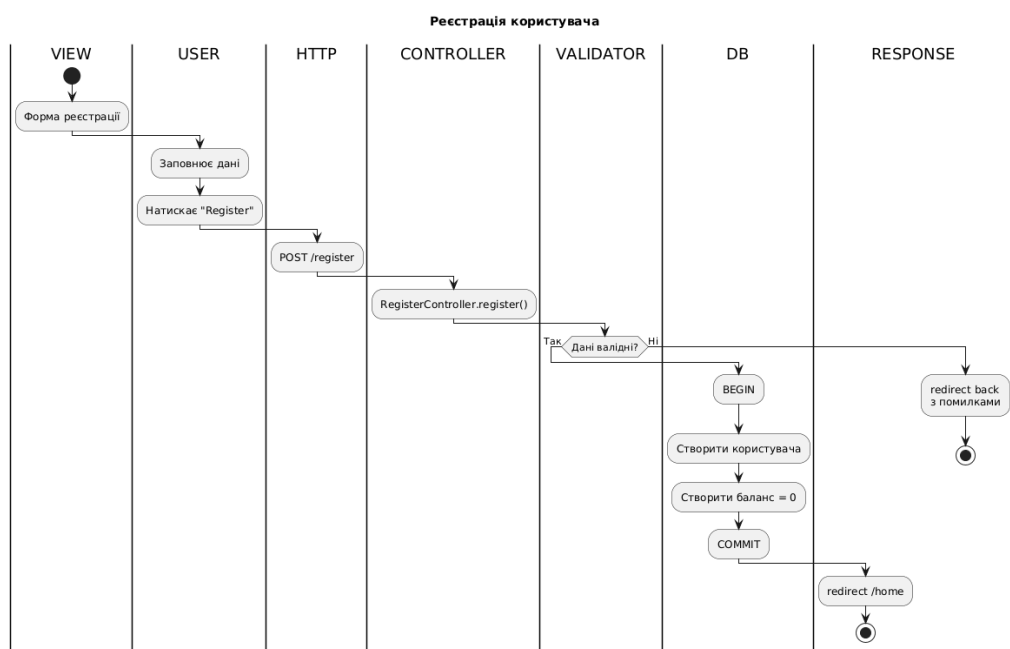 Реєстрація користувача
VIEW
USER
HTTP
CONTROLLER
VALIDATOR
DB
RESPONSE
Форма реєстрації
Заповнює дані
Натискає "Register"
POST /register
RegisterController.register()
Так
Дані валідні?
Ні
BEGIN
redirect back
з помилками
Створити користувача
Створити баланс = 0
COMMIT
redirect /home